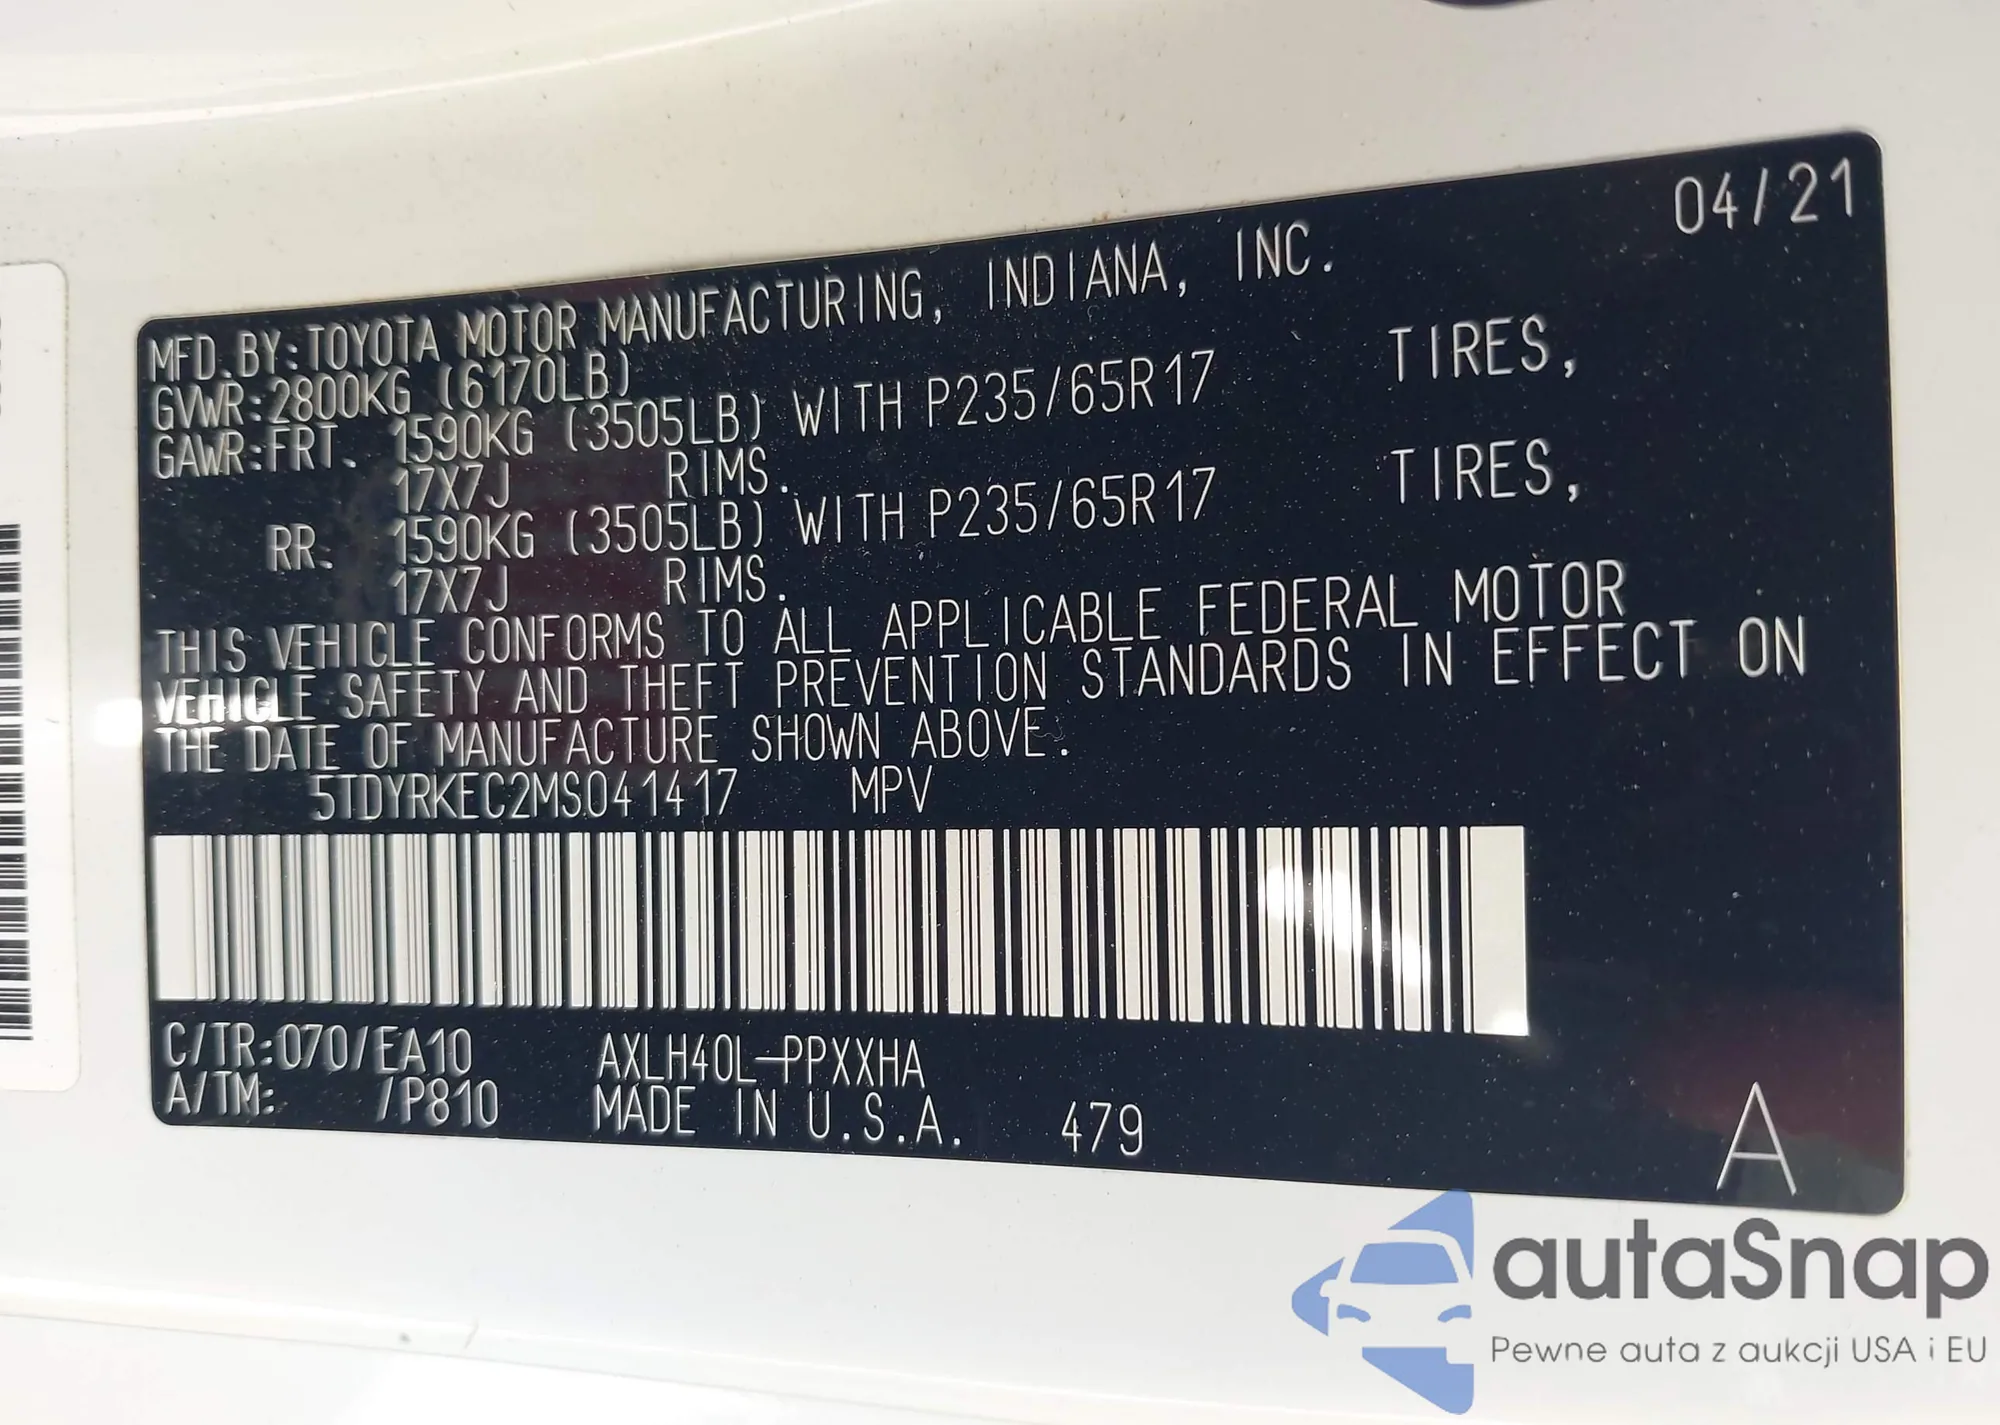 04/21
MFD.BY:TOYOTA MOTOR MANUFACTURING, INDIANA, INC.
GVWR:2800KG (6170LB)
GAWR:FRT. 1590KG (3505LB) WITH P235/65R17 TIRES,
17X7J RIMS.
RR. 1590KG (3505LB) WITH P235/65R17 TIRES,
17X7J RIMS.
THIS VEHICLE CONFORMS TO ALL APPLICABLE FEDERAL MOTOR
VEHICLE SAFETY AND THEFT PREVENTION STANDARDS IN EFFECT ON
THE DATE OF MANUFACTURE SHOWN ABOVE.
5TDYRKEC2MS041417 MPV
C/TR:070/EA10 AXLH40L-PPXXHA
A/TM: /P810 MADE IN U.S.A. 479
A
autaSnap
Pewne auta z aukcji USA i EU